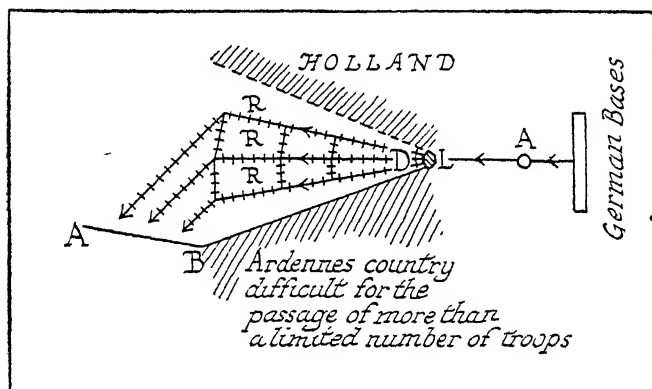 HOLLAND
R
R
R
D
L
A
German Bases
A
B
Ardennes country
difficult for the
passage of more than
a limited number of troops